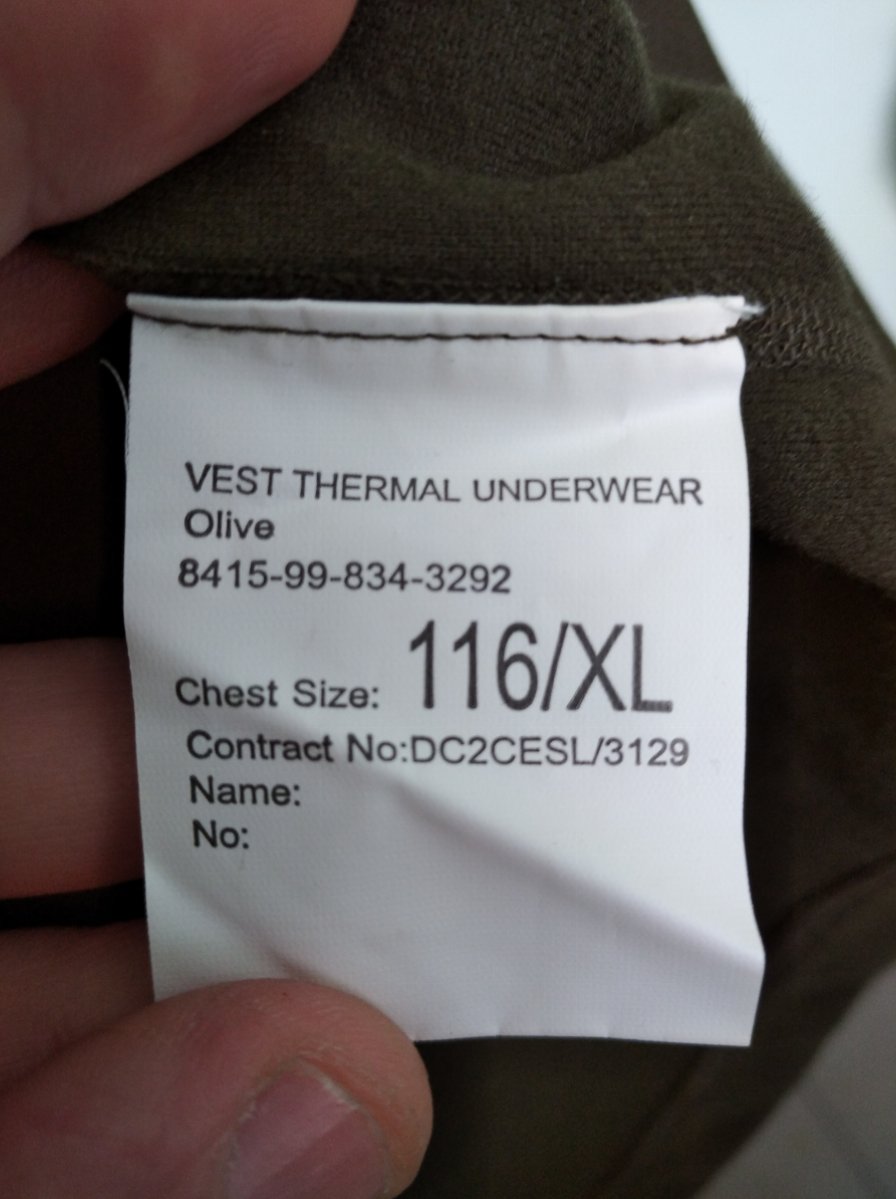 VEST THERMAL UNDERWEAR
Olive
8415-99-834-3292
Chest Size: 116/XL
Contract No:DC2CESL/3129
Name:
No: